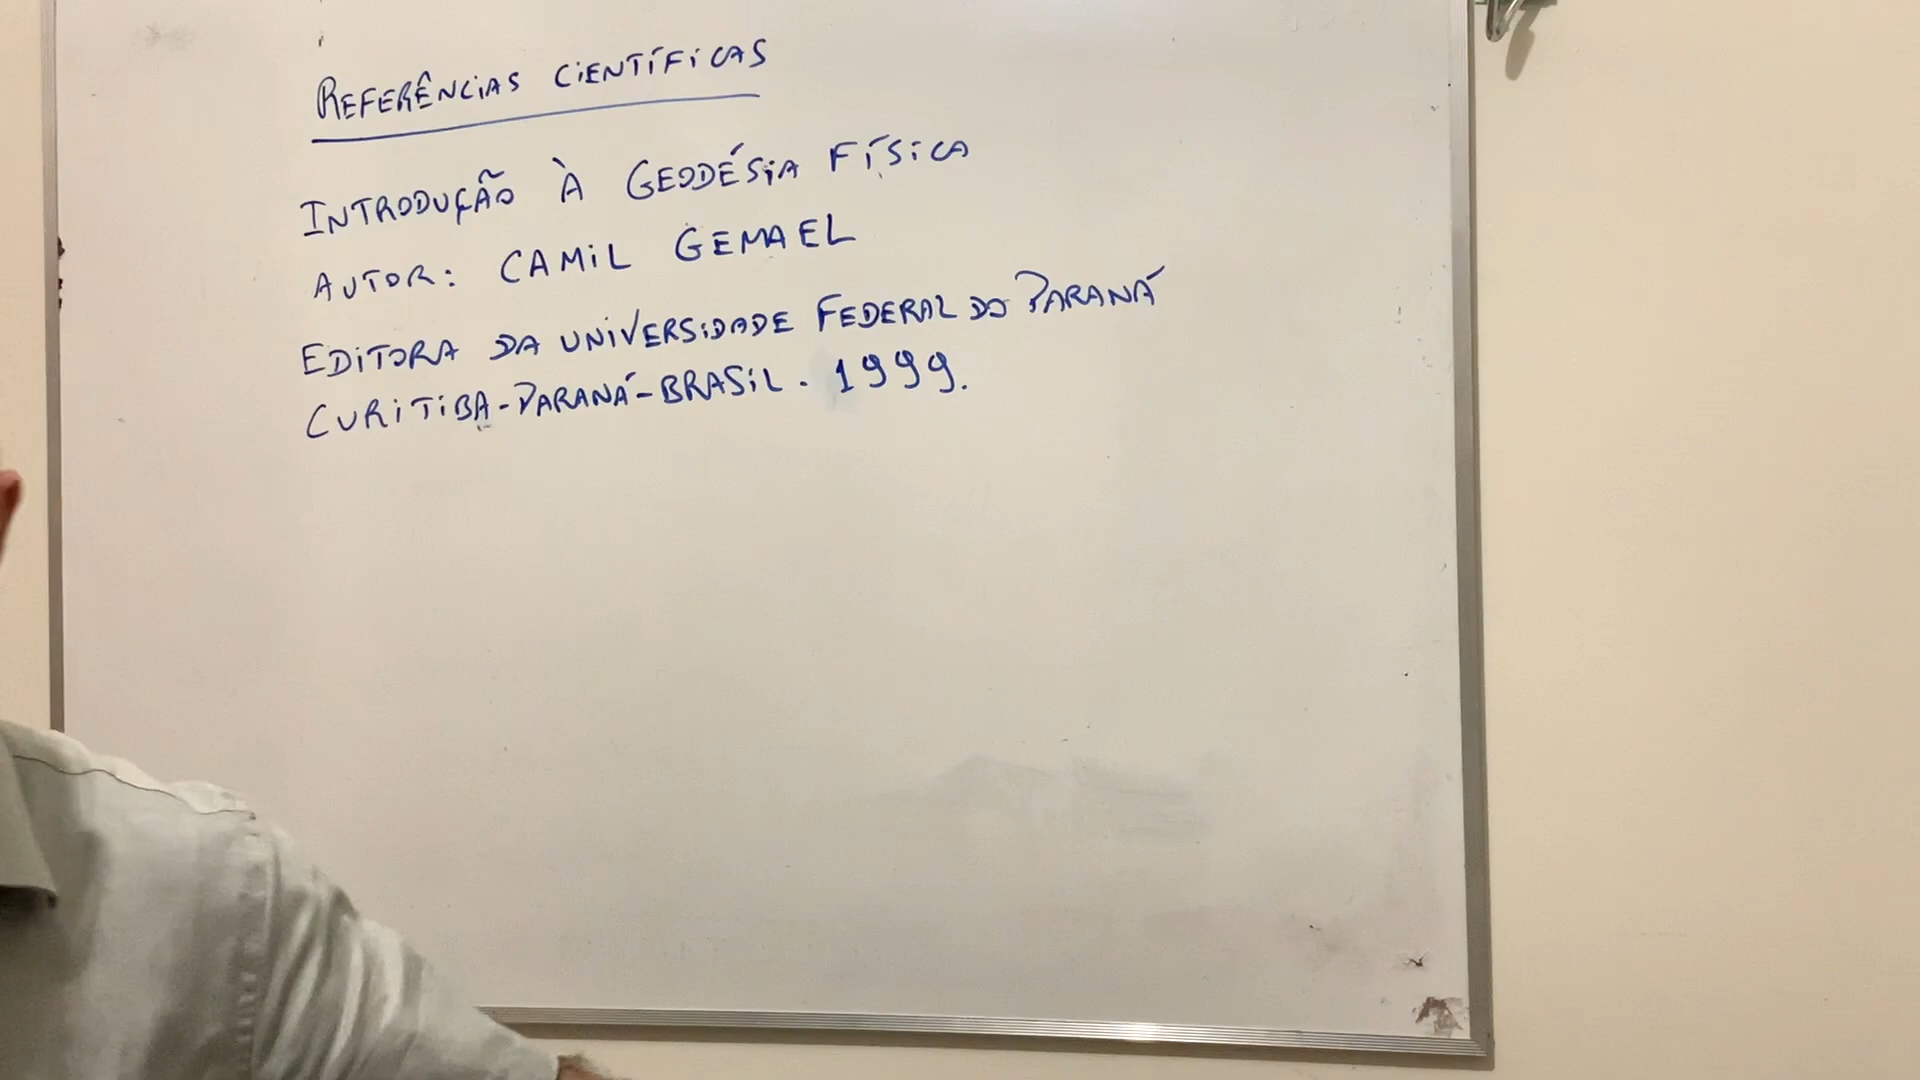 REFERÊNCIAS CIENTÍFICAS
INTRODUÇÃO À GEODÉSIA FÍSICA
AUTOR: CAMIL GEMAEL
EDITORA DA UNIVERSIDADE FEDERAL DO PARANÁ
CURITIBA-PARANÁ-BRASIL. 1999.